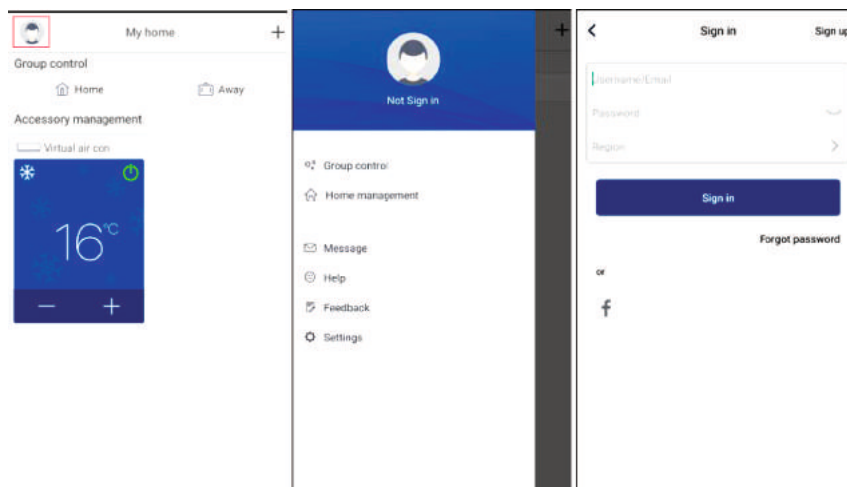 My home
+
Group control
Home
Away
Accessory management
Virtual air con
16°C
− +
Not Sign in
Group control
Home management
Message
Help
Feedback
Settings
+
Sign in
Sign up
Username/Email
Password
Region
Sign in
Forgot password
or
f